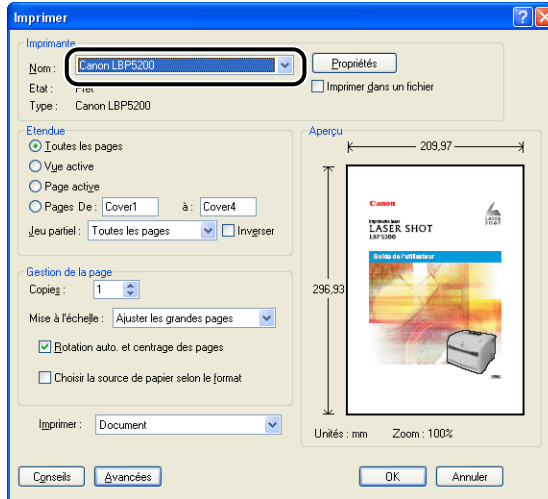 Imprimer
Imprimante
Nom : Canon LBP5200 Propriétés
Etat : Prêt Imprimer dans un fichier
Type : Canon LBP5200
Etendue
Toutes les pages
Vue active
Page active
Pages De : Cover1 à : Cover4
Jeu partiel : Toutes les pages Inverser
Aperçu
209,97
296,93
Canon
LASER SHOT
Imprimante laser
LASER SHOT
LBP5200
Guide de l'utilisateur
Unités : mm Zoom : 100%
Gestion de la page
Copies : 1
Mise à l'échelle : Ajuster les grandes pages
Rotation auto. et centrage des pages
Choisir la source de papier selon le format
Imprimer : Document
Conseils Avancées OK Annuler